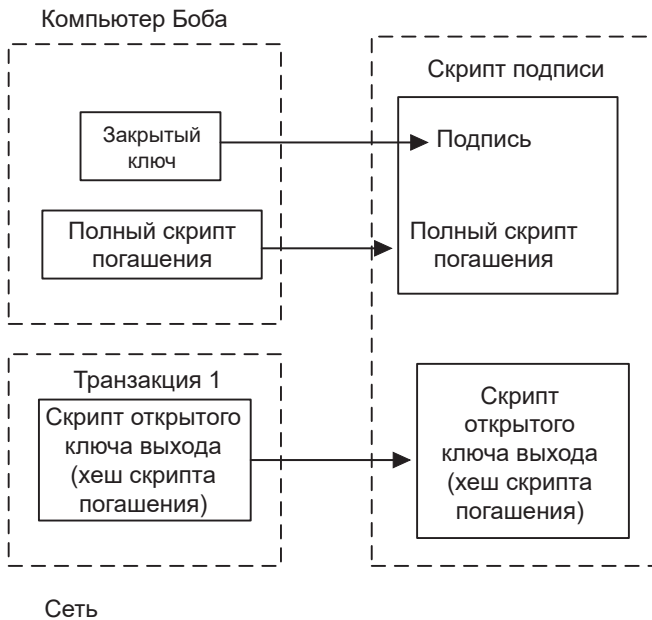 Компьютер Боба
Закрытый
ключ
Полный скрипт
погашения
Скрипт подписи
Подпись
Полный скрипт
погашения
Транзакция 1
Скрипт открытого
ключа выхода
(хеш скрипта
погашения)
Скрипт
открытого
ключа выхода
(хеш скрипта
погашения)
Сеть